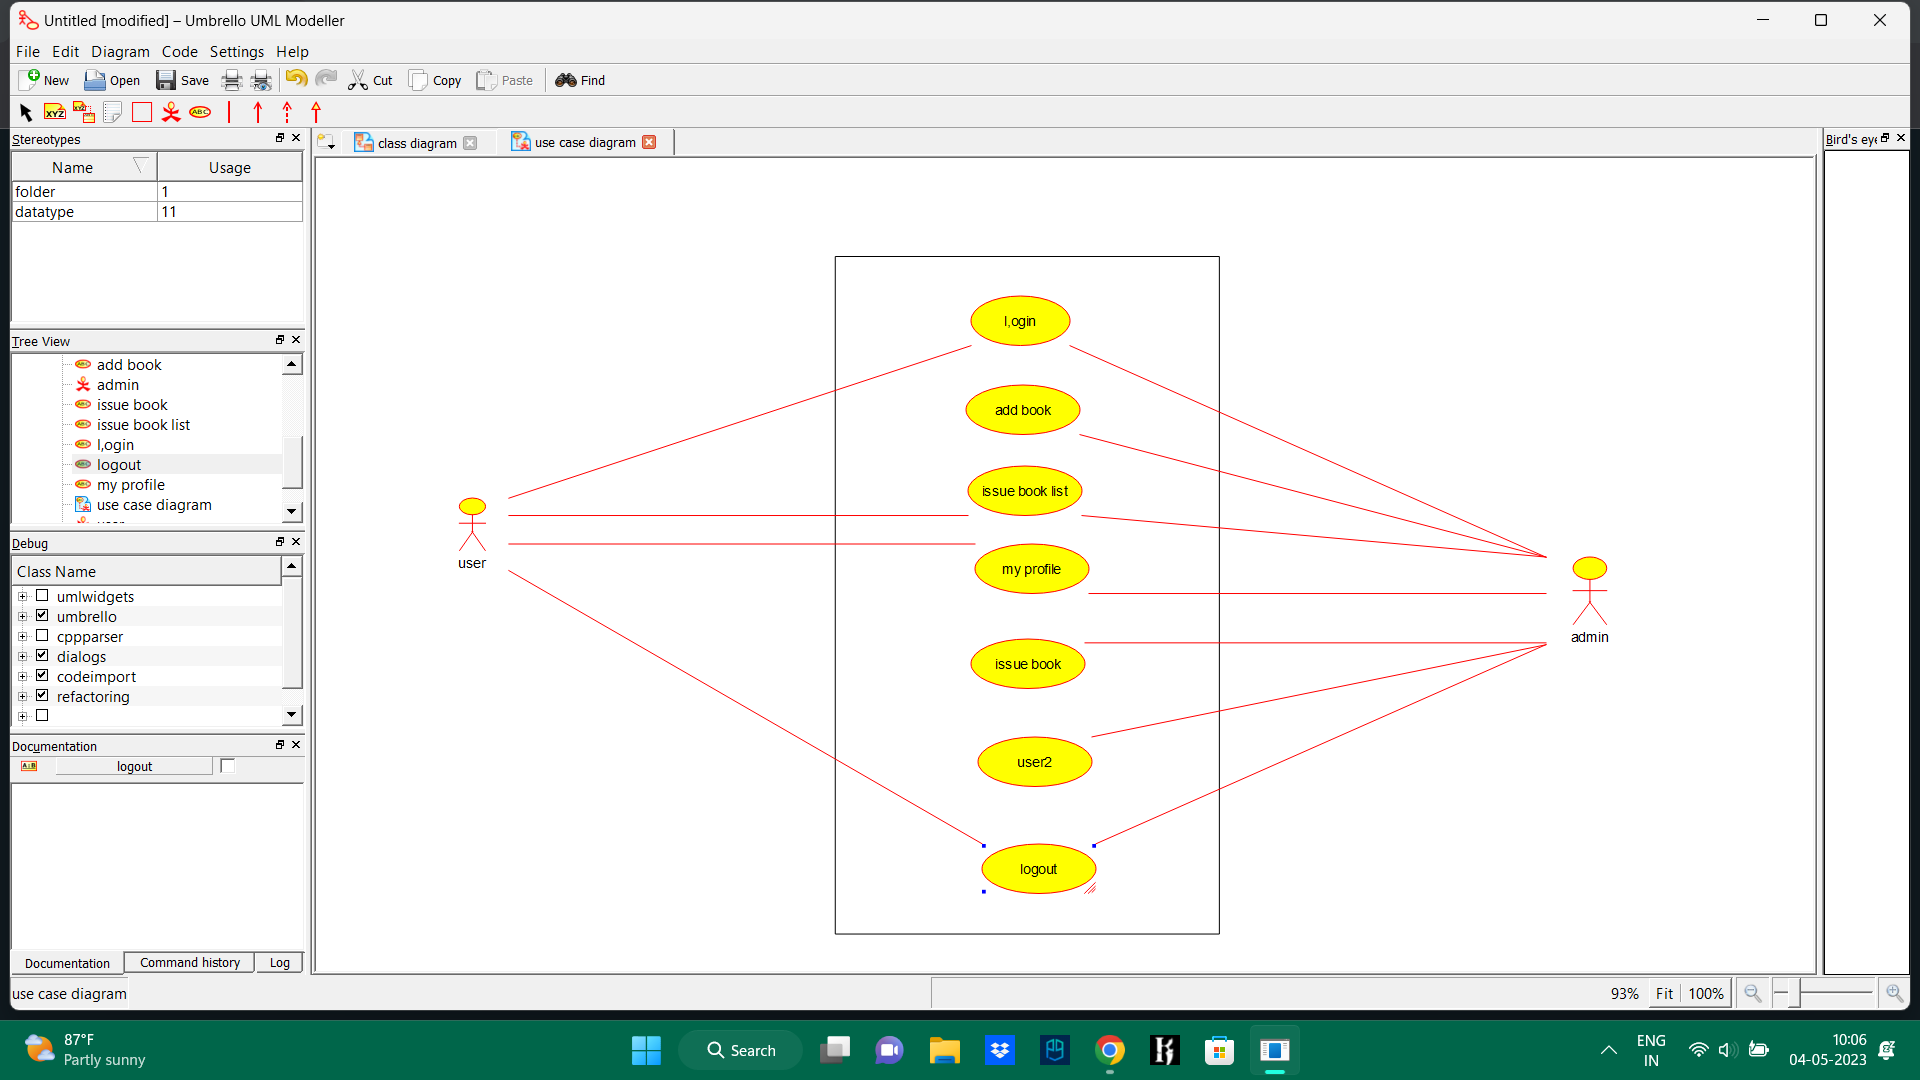 Untitled [modified] – Umbrello UML Modeller
File Edit Diagram Code Settings Help
New Open Save Cut Copy Paste Find
XYZ XYZ ABC
Stereotypes
Name Usage
folder 1
datatype 11
Tree View
add book
admin
issue book
issue book list
l,ogin
logout
my profile
use case diagram
Debug
Class Name
umlwidgets
umbrello
cppparser
dialogs
codeimport
refactoring
Documentation
logout
Documentation Command history Log
class diagram use case diagram
l,ogin
add book
issue book list
my profile
issue book
user2
logout
user
admin
Bird's eye
use case diagram
93% Fit 100%
87°F
Partly sunny
Search
ENG
IN
10:06
04-05-2023